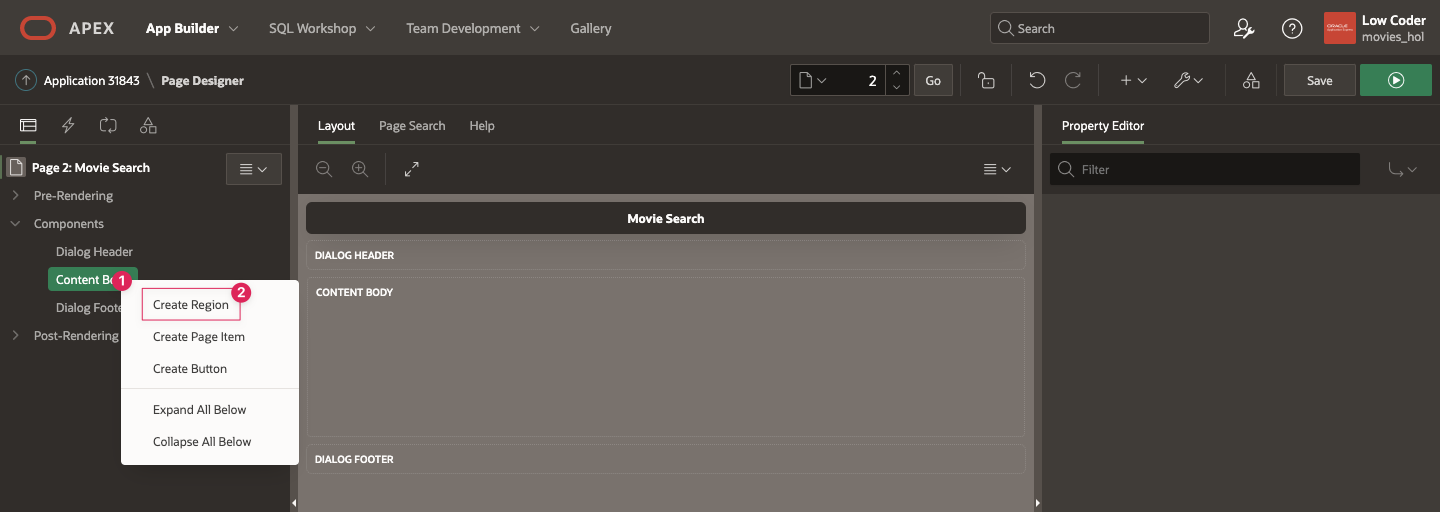 APEX App Builder SQL Workshop Team Development Gallery Search Low Coder
movies_hol
Application 31843 \ Page Designer 2 Go Save
Layout Page Search Help Property Editor
Page 2: Movie Search Filter
Pre-Rendering
Components
Dialog Header
Content B 1
Dialog Foote
Post-Rendering
Create Region 2
Create Page Item
Create Button
Expand All Below
Collapse All Below
Movie Search
DIALOG HEADER
CONTENT BODY
DIALOG FOOTER